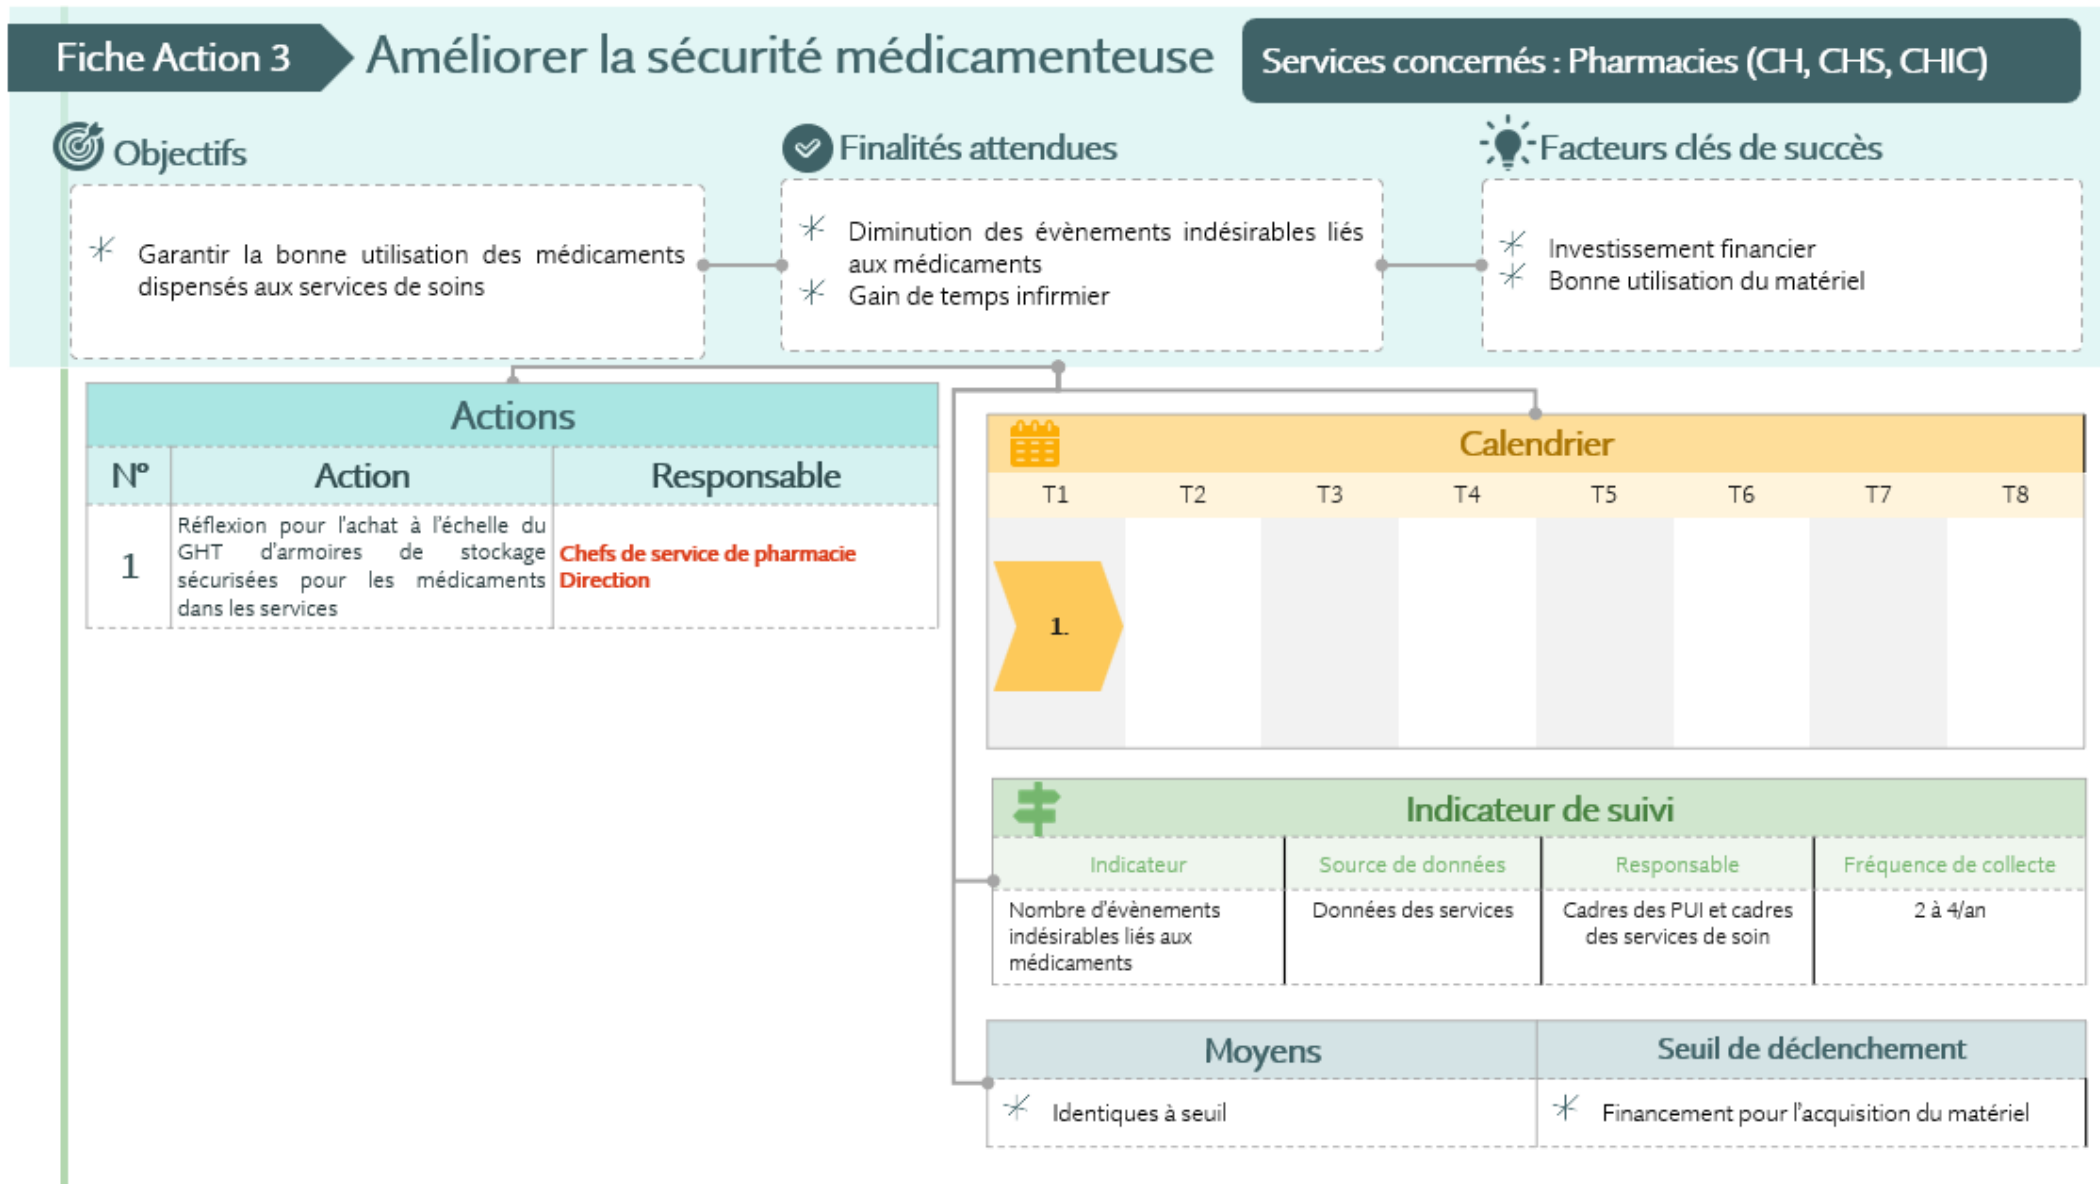 Fiche Action 3
Améliorer la sécurité médicamenteuse
Services concernés : Pharmacies (CH, CHS, CHIC)
Objectifs
Garantir la bonne utilisation des médicaments
dispensés aux services de soins
Finalités attendues
Diminution des évènements indésirables liés
aux médicaments
Gain de temps infirmier
Facteurs clés de succès
Investissement financier
Bonne utilisation du matériel
Actions
N° Action Responsable
1
Réflexion pour l'achat à l'échelle du
GHT d'armoires de stockage
sécurisées pour les médicaments
dans les services
Chefs de service de pharmacie
Direction
Calendrier
T1 T2 T3 T4 T5 T6 T7 T8
1.
Indicateur de suivi
Indicateur Source de données Responsable Fréquence de collecte
Nombre d'évènements
indésirables liés aux
médicaments
Données des services
Cadres des PUI et cadres
des services de soin
2 à 4/an
Moyens
Identiques à seuil
Seuil de déclenchement
Financement pour l'acquisition du matériel